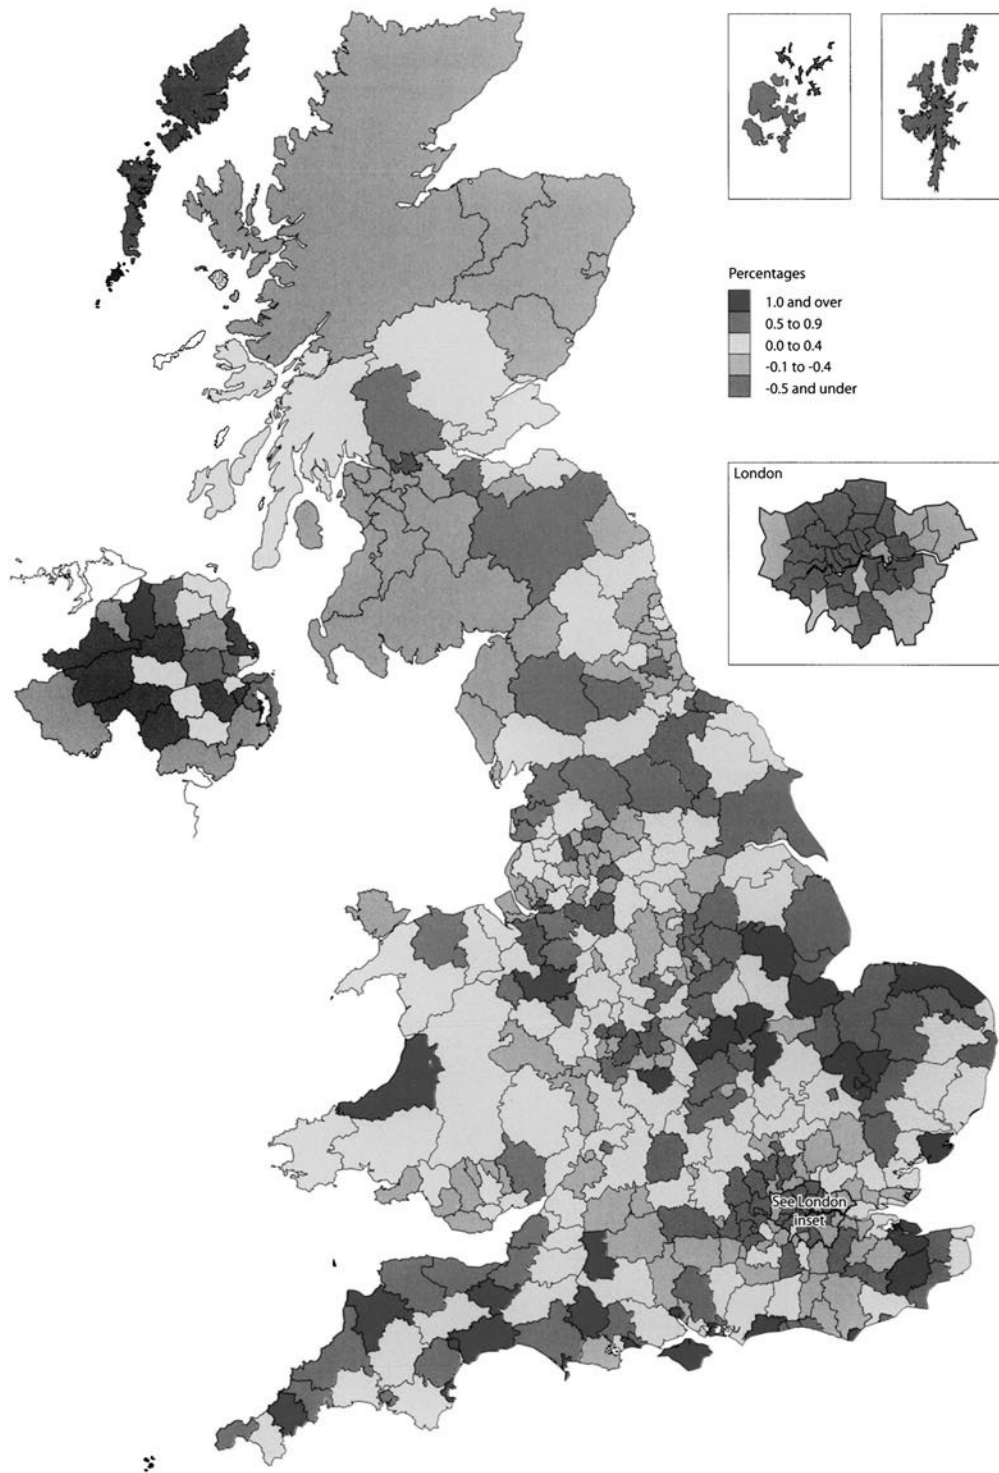 Percentages
1.0 and over
0.5 to 0.9
0.0 to 0.4
-0.1 to -0.4
-0.5 and under
London
See London
inset